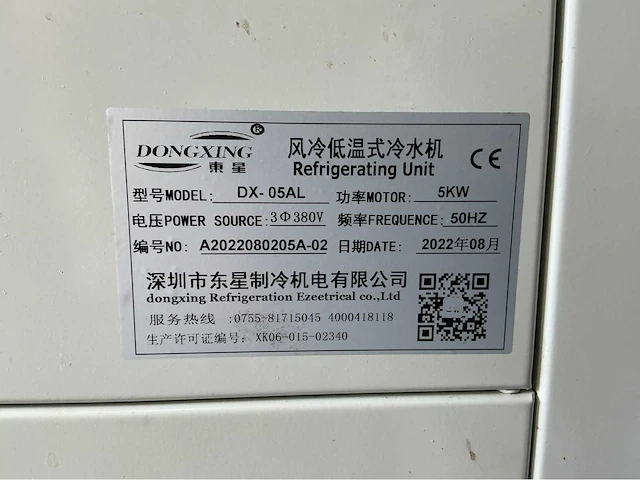 DONGXING ®
東星
风冷低温式冷水机
Refrigerating Unit
CE
型号MODEL: DX-05AL 功率MOTOR: 5KW
电压POWER SOURCE: 3Φ380V 频率FREQUENCE: 50HZ
编号NO: A2022080205A-02 日期DATE: 2022年08月
深圳市东星制冷机电有限公司
dongxing Refrigeration Ezeetrical co.,Ltd
服务热线:0755-81715045 4000418118
生产许可证编号: XK06-015-02340